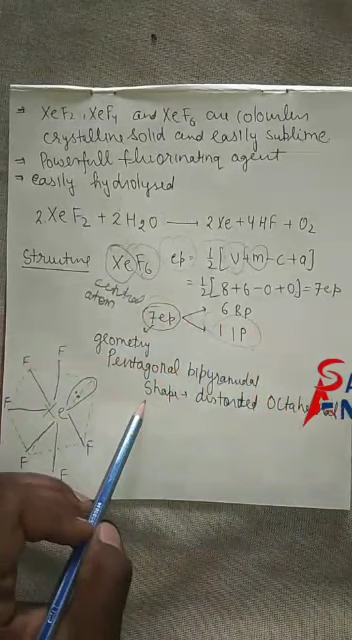 → XeF2, XeF4 and XeF6 are colourless
crystalline solid and easily sublime
→ Powerfull fluorinating agent
→ easily hydrolysed
2XeF2 + 2H2O → 2Xe + 4HF + O2
Structure XeF6 ep = 1/2[V+m-c+a]
central atom
= 1/2[8+6-0+0] = 7ep
7ep
6 BP
1 lP
geometry
Pentagonal bipyramidal
Shape → distorted Octahedral
F F
F Xe
F F
F